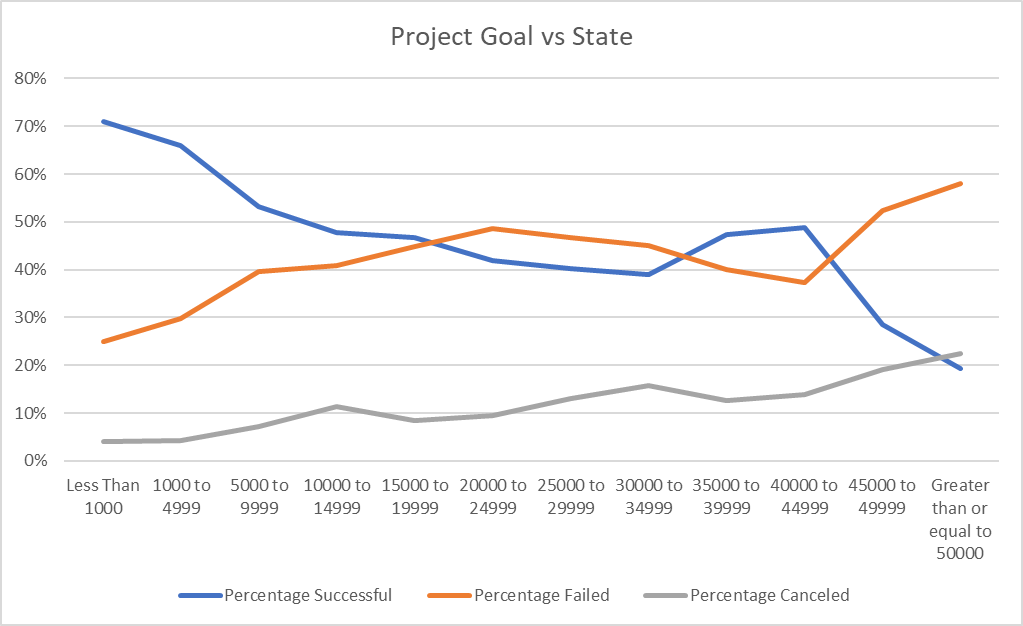 Project Goal vs State
80%
70%
60%
50%
40%
30%
20%
10%
0%
Less Than
1000
1000 to
4999
5000 to
9999
10000 to
14999
15000 to
19999
20000 to
24999
25000 to
29999
30000 to
34999
35000 to
39999
40000 to
44999
45000 to
49999
Greater
than or
equal to
50000
Percentage Successful
Percentage Failed
Percentage Canceled